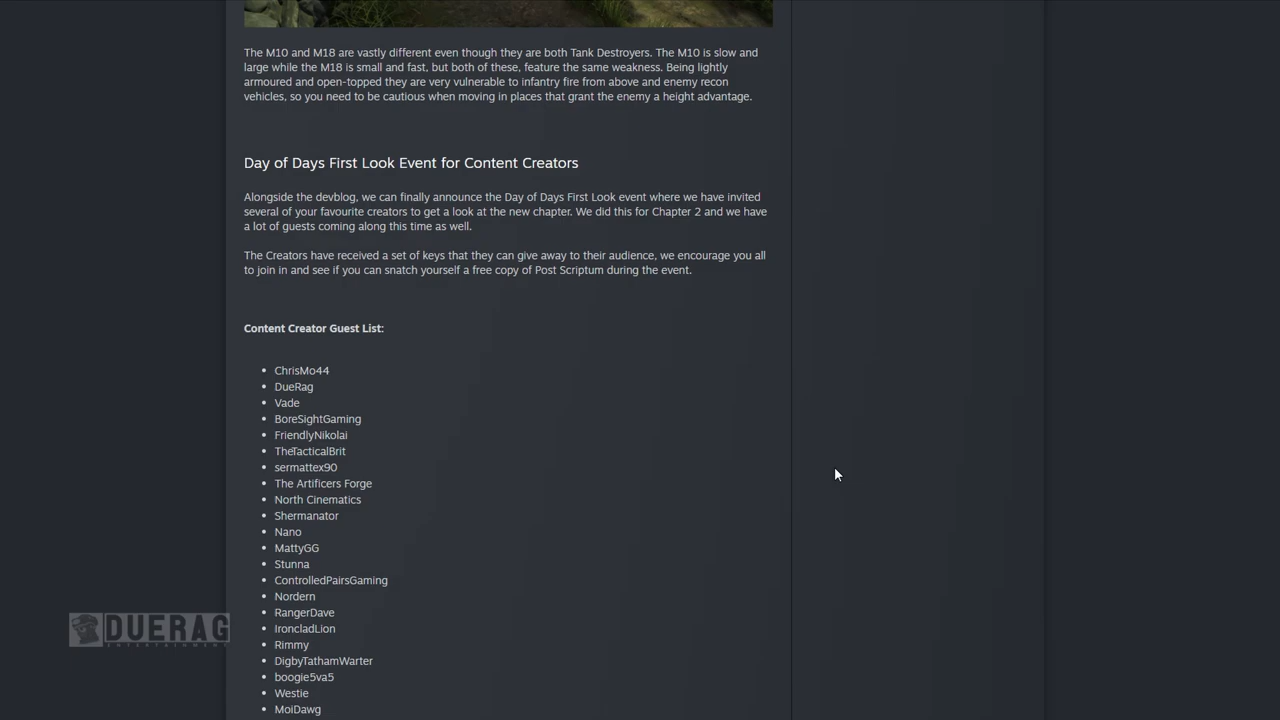 The M10 and M18 are vastly different even though they are both Tank Destroyers. The M10 is slow and
large while the M18 is small and fast, but both of these, feature the same weakness. Being lightly
armoured and open-topped they are very vulnerable to infantry fire from above and enemy recon
vehicles, so you need to be cautious when moving in places that grant the enemy a height advantage.
Day of Days First Look Event for Content Creators
Alongside the devblog, we can finally announce the Day of Days First Look event where we have invited
several of your favourite creators to get a look at the new chapter. We did this for Chapter 2 and we have
a lot of guests coming along this time as well.
The Creators have received a set of keys that they can give away to their audience, we encourage you all
to join in and see if you can snatch yourself a free copy of Post Scriptum during the event.
Content Creator Guest List:
• ChrisMo44
• DueRag
• Vade
• BoreSightGaming
• FriendlyNikolai
• TheTacticalBrit
• sermattex90
• The Artificers Forge
• North Cinematics
• Shermanator
• Nano
• MattyGG
• Stunna
• ControlledPairsGaming
• Nordern
• RangerDave
• IroncladLion
• Rimmy
• DigbyTathamWarter
• boogie5va5
• Westie
• MoiDawg
DUERAG
ENTERTAINMENT